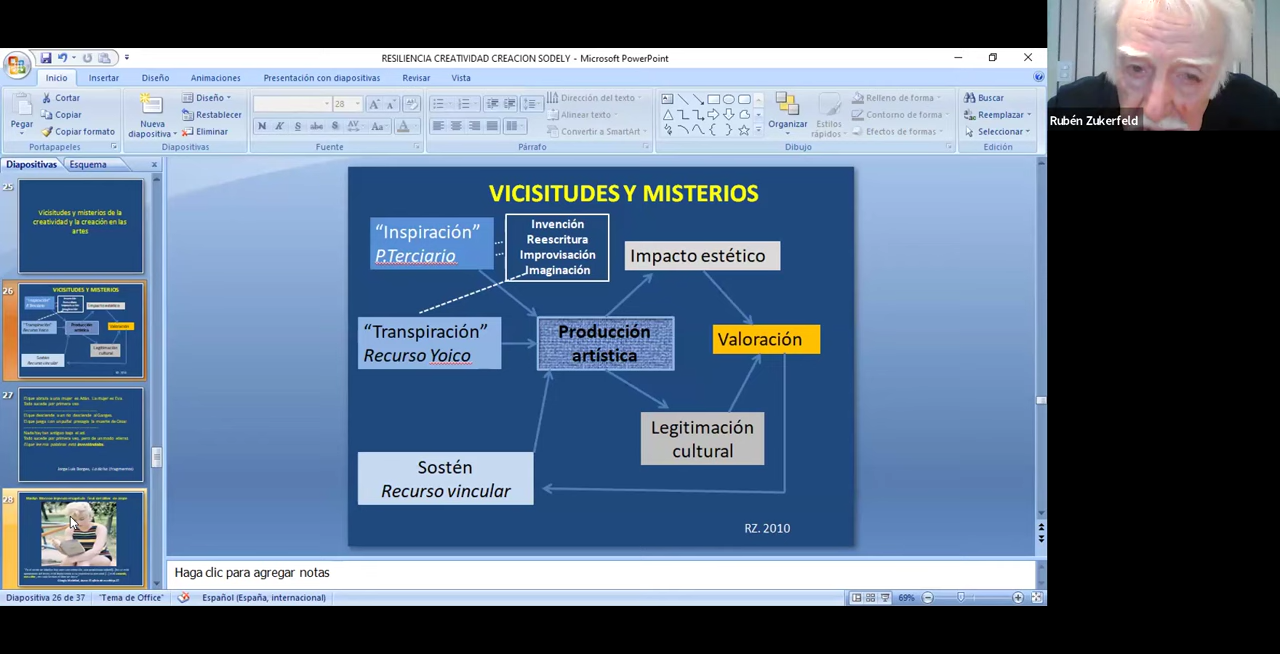 RESILIENCIA CREATIVIDAD CREACION SODELY - Microsoft PowerPoint
Inicio
Insertar
Diseño
Animaciones
Presentación con diapositivas
Revisar
Vista
Pegar
Cortar
Copiar
Copiar formato
Portapapeles
Nueva
diapositiva
Diseño
Restablecer
Eliminar
Diapositivas
28
Fuente
Dirección del texto
Alinear texto
Convertir a SmartArt
Párrafo
Organizar
Estilos
rápidos
Relleno de forma
Contorno de forma
Efectos de formas
Dibujo
Buscar
Reemplazar
Seleccionar
Edición
Rubén Zukerfeld
Diapositivas
Esquema
25
Vicisitudes y misterios de la
creatividad y la creación en las
artes
26
VICISITUDES Y MISTERIOS
27
28
VICISITUDES Y MISTERIOS
“Inspiración”
P.Terciario
Invención
Reescritura
Improvisación
Imaginación
Impacto estético
“Transpiración”
Recurso Yoico
Producción
artística
Valoración
Legitimación
cultural
Sostén
Recurso vincular
RZ. 2010
Haga clic para agregar notas
Diapositiva 26 de 37
"Tema de Office"
Español (España, internacional)
69%